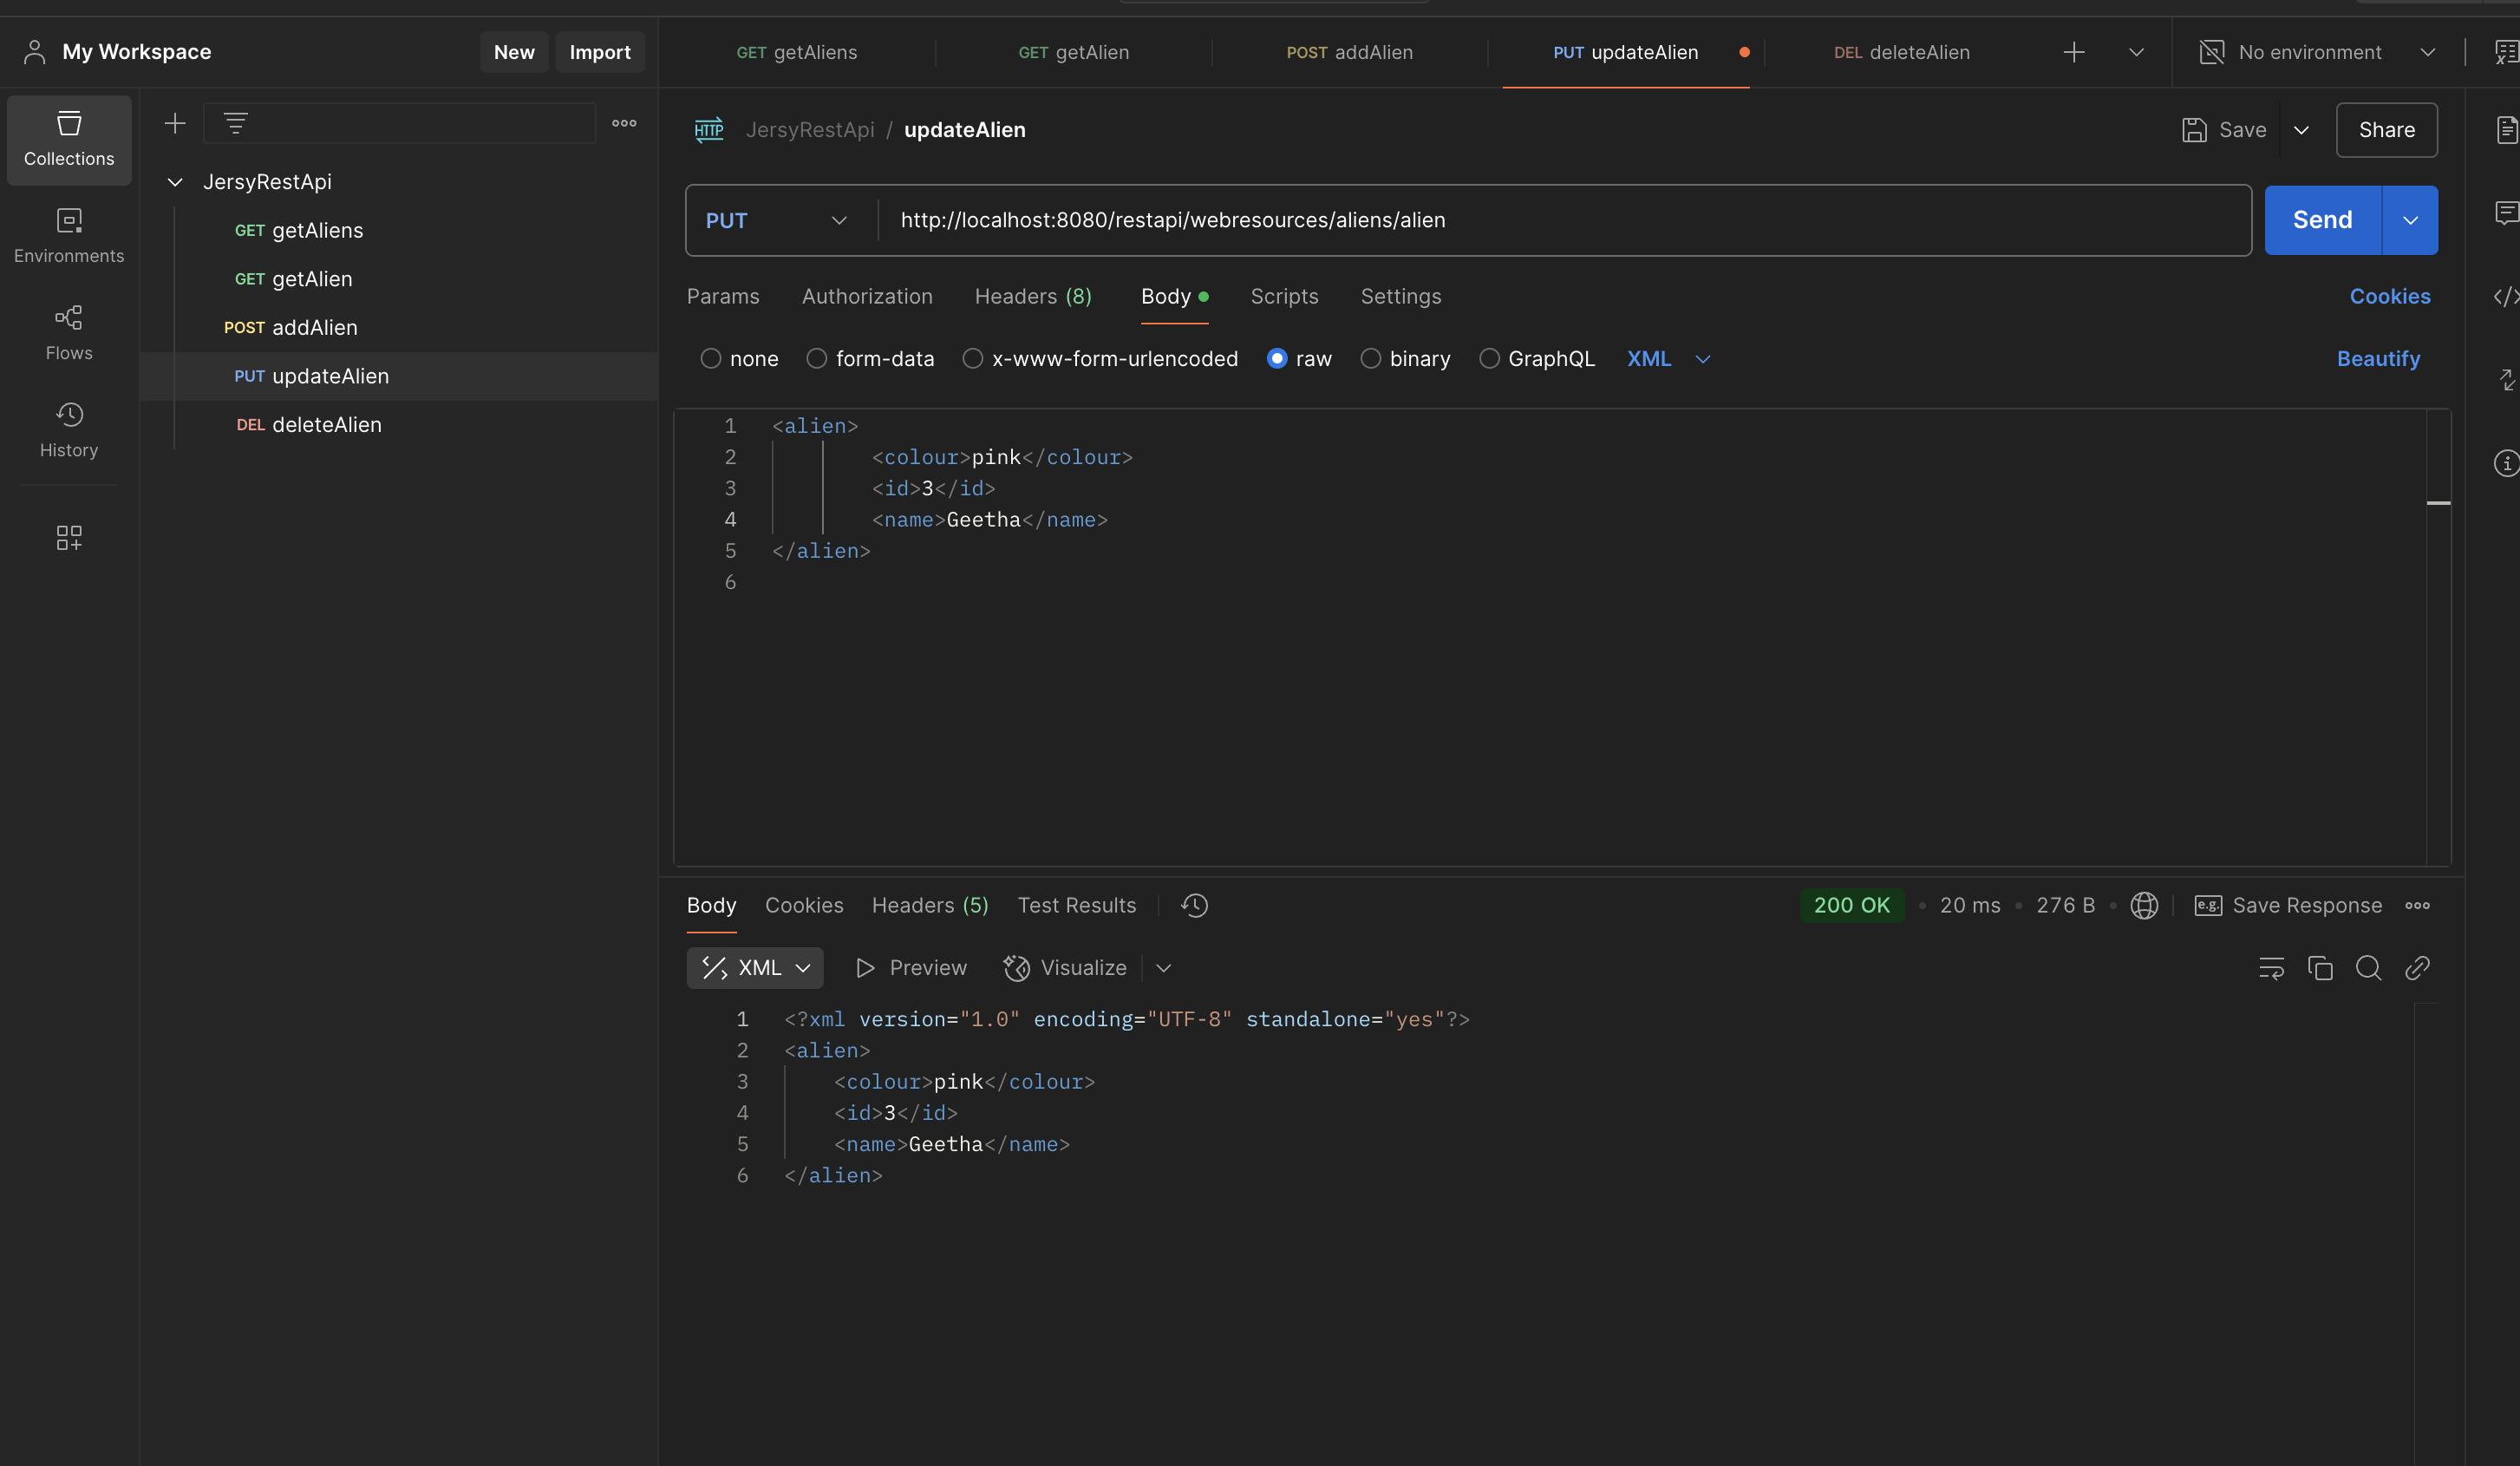 My Workspace New Import
GET getAliens GET getAlien POST addAlien PUT updateAlien DEL deleteAlien No environment
Collections
Environments
Flows
History
JersyRestApi
GET getAliens
GET getAlien
POST addAlien
PUT updateAlien
DEL deleteAlien
HTTP JersyRestApi / updateAlien Save Share
PUT http://localhost:8080/restapi/webresources/aliens/alien Send
Params Authorization Headers (8) Body Scripts Settings Cookies
none form-data x-www-form-urlencoded raw binary GraphQL XML Beautify
1 <alien>
2 <colour>pink</colour>
3 <id>3</id>
4 <name>Geetha</name>
5 </alien>
6
Body Cookies Headers (5) Test Results 200 OK • 20 ms • 276 B • e.g. Save Response
XML Preview Visualize
1 <?xml version="1.0" encoding="UTF-8" standalone="yes"?>
2 <alien>
3 <colour>pink</colour>
4 <id>3</id>
5 <name>Geetha</name>
6 </alien>